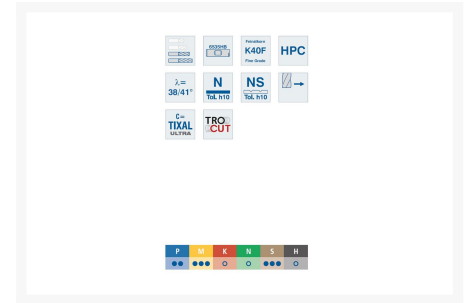 6535HB
Feinstkorn
K40F
Fine Grade
HPC
λ=
38/41°
N
Tol. h10
NS
Tol. h10
C=
TIXAL
ULTRA
TRO
CUT
P M K N S H